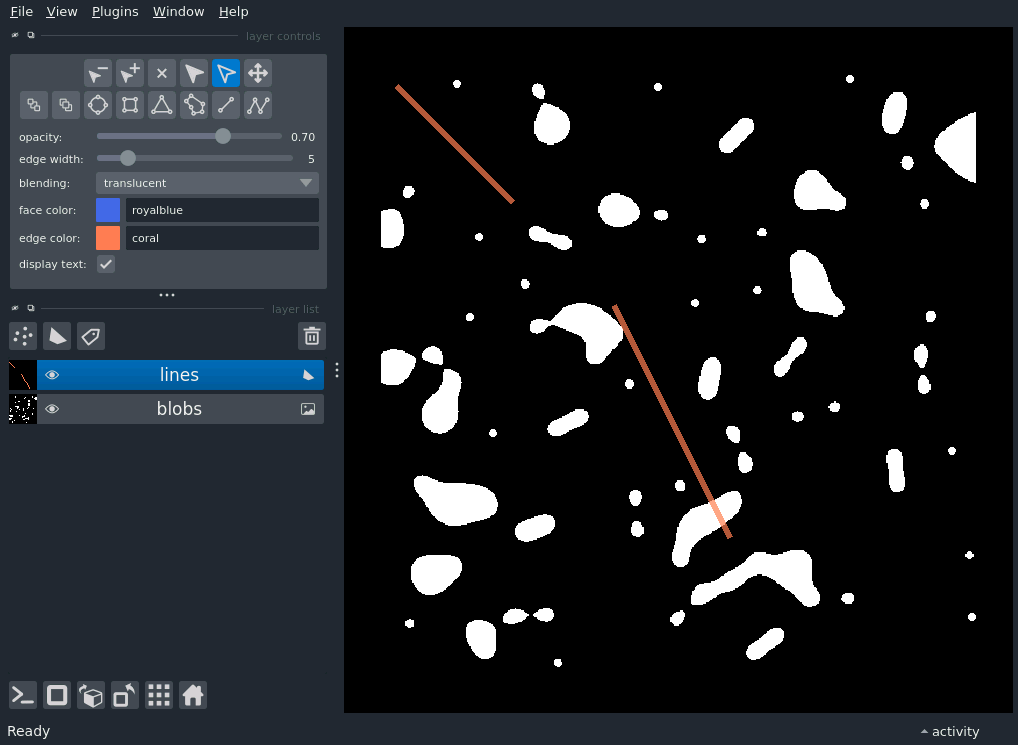 File View Plugins Window Help
layer controls
opacity: 0.70
edge width: 5
blending: translucent
face color: royalblue
edge color: coral
display text:
layer list
lines
blobs
Ready activity